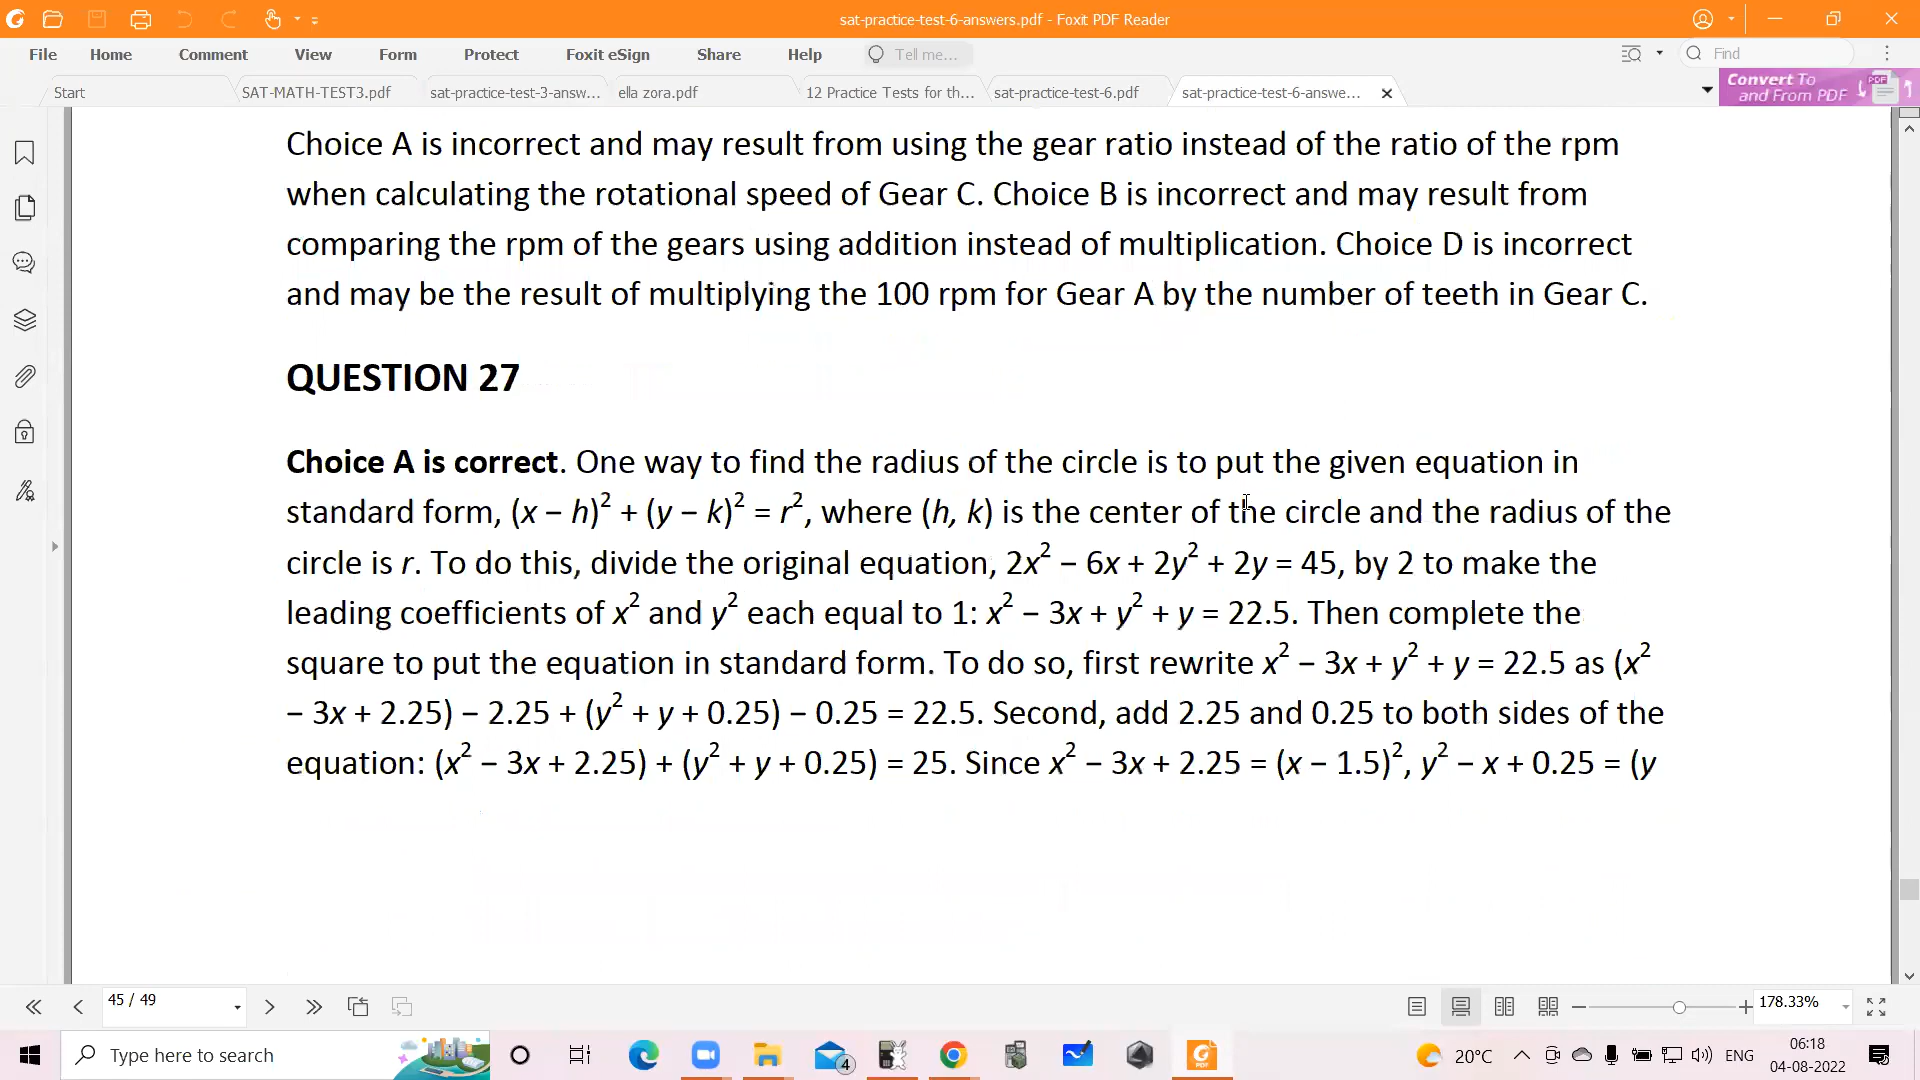 sat-practice-test-6-answers.pdf - Foxit PDF Reader
File Home Comment View Form Protect Foxit eSign Share Help Tell me... Find
Start SAT-MATH-TEST3.pdf sat-practice-test-3-answ... ella zora.pdf 12 Practice Tests for th... sat-practice-test-6.pdf sat-practice-test-6-answe...
Convert To
and From PDF
PDF
Choice A is incorrect and may result from using the gear ratio instead of the ratio of the rpm
when calculating the rotational speed of Gear C. Choice B is incorrect and may result from
comparing the rpm of the gears using addition instead of multiplication. Choice D is incorrect
and may be the result of multiplying the 100 rpm for Gear A by the number of teeth in Gear C.
QUESTION 27
Choice A is correct. One way to find the radius of the circle is to put the given equation in
standard form, (x − h)² + (y − k)² = r², where (h, k) is the center of the circle and the radius of the
circle is r. To do this, divide the original equation, 2x² − 6x + 2y² + 2y = 45, by 2 to make the
leading coefficients of x² and y² each equal to 1: x² − 3x + y² + y = 22.5. Then complete the
square to put the equation in standard form. To do so, first rewrite x² − 3x + y² + y = 22.5 as (x²
− 3x + 2.25) − 2.25 + (y² + y + 0.25) − 0.25 = 22.5. Second, add 2.25 and 0.25 to both sides of the
equation: (x² − 3x + 2.25) + (y² + y + 0.25) = 25. Since x² − 3x + 2.25 = (x − 1.5)², y² − x + 0.25 = (y
45 / 49
178.33%
Type here to search
4
20°C
ENG
06:18
04-08-2022